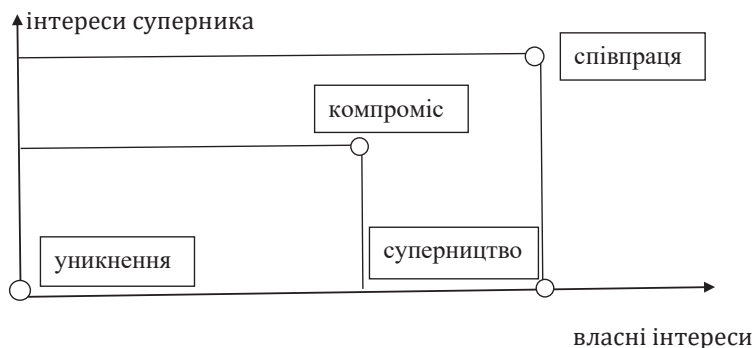 інтереси суперника
співпраця
компроміс
суперництво
уникнення
власні інтереси